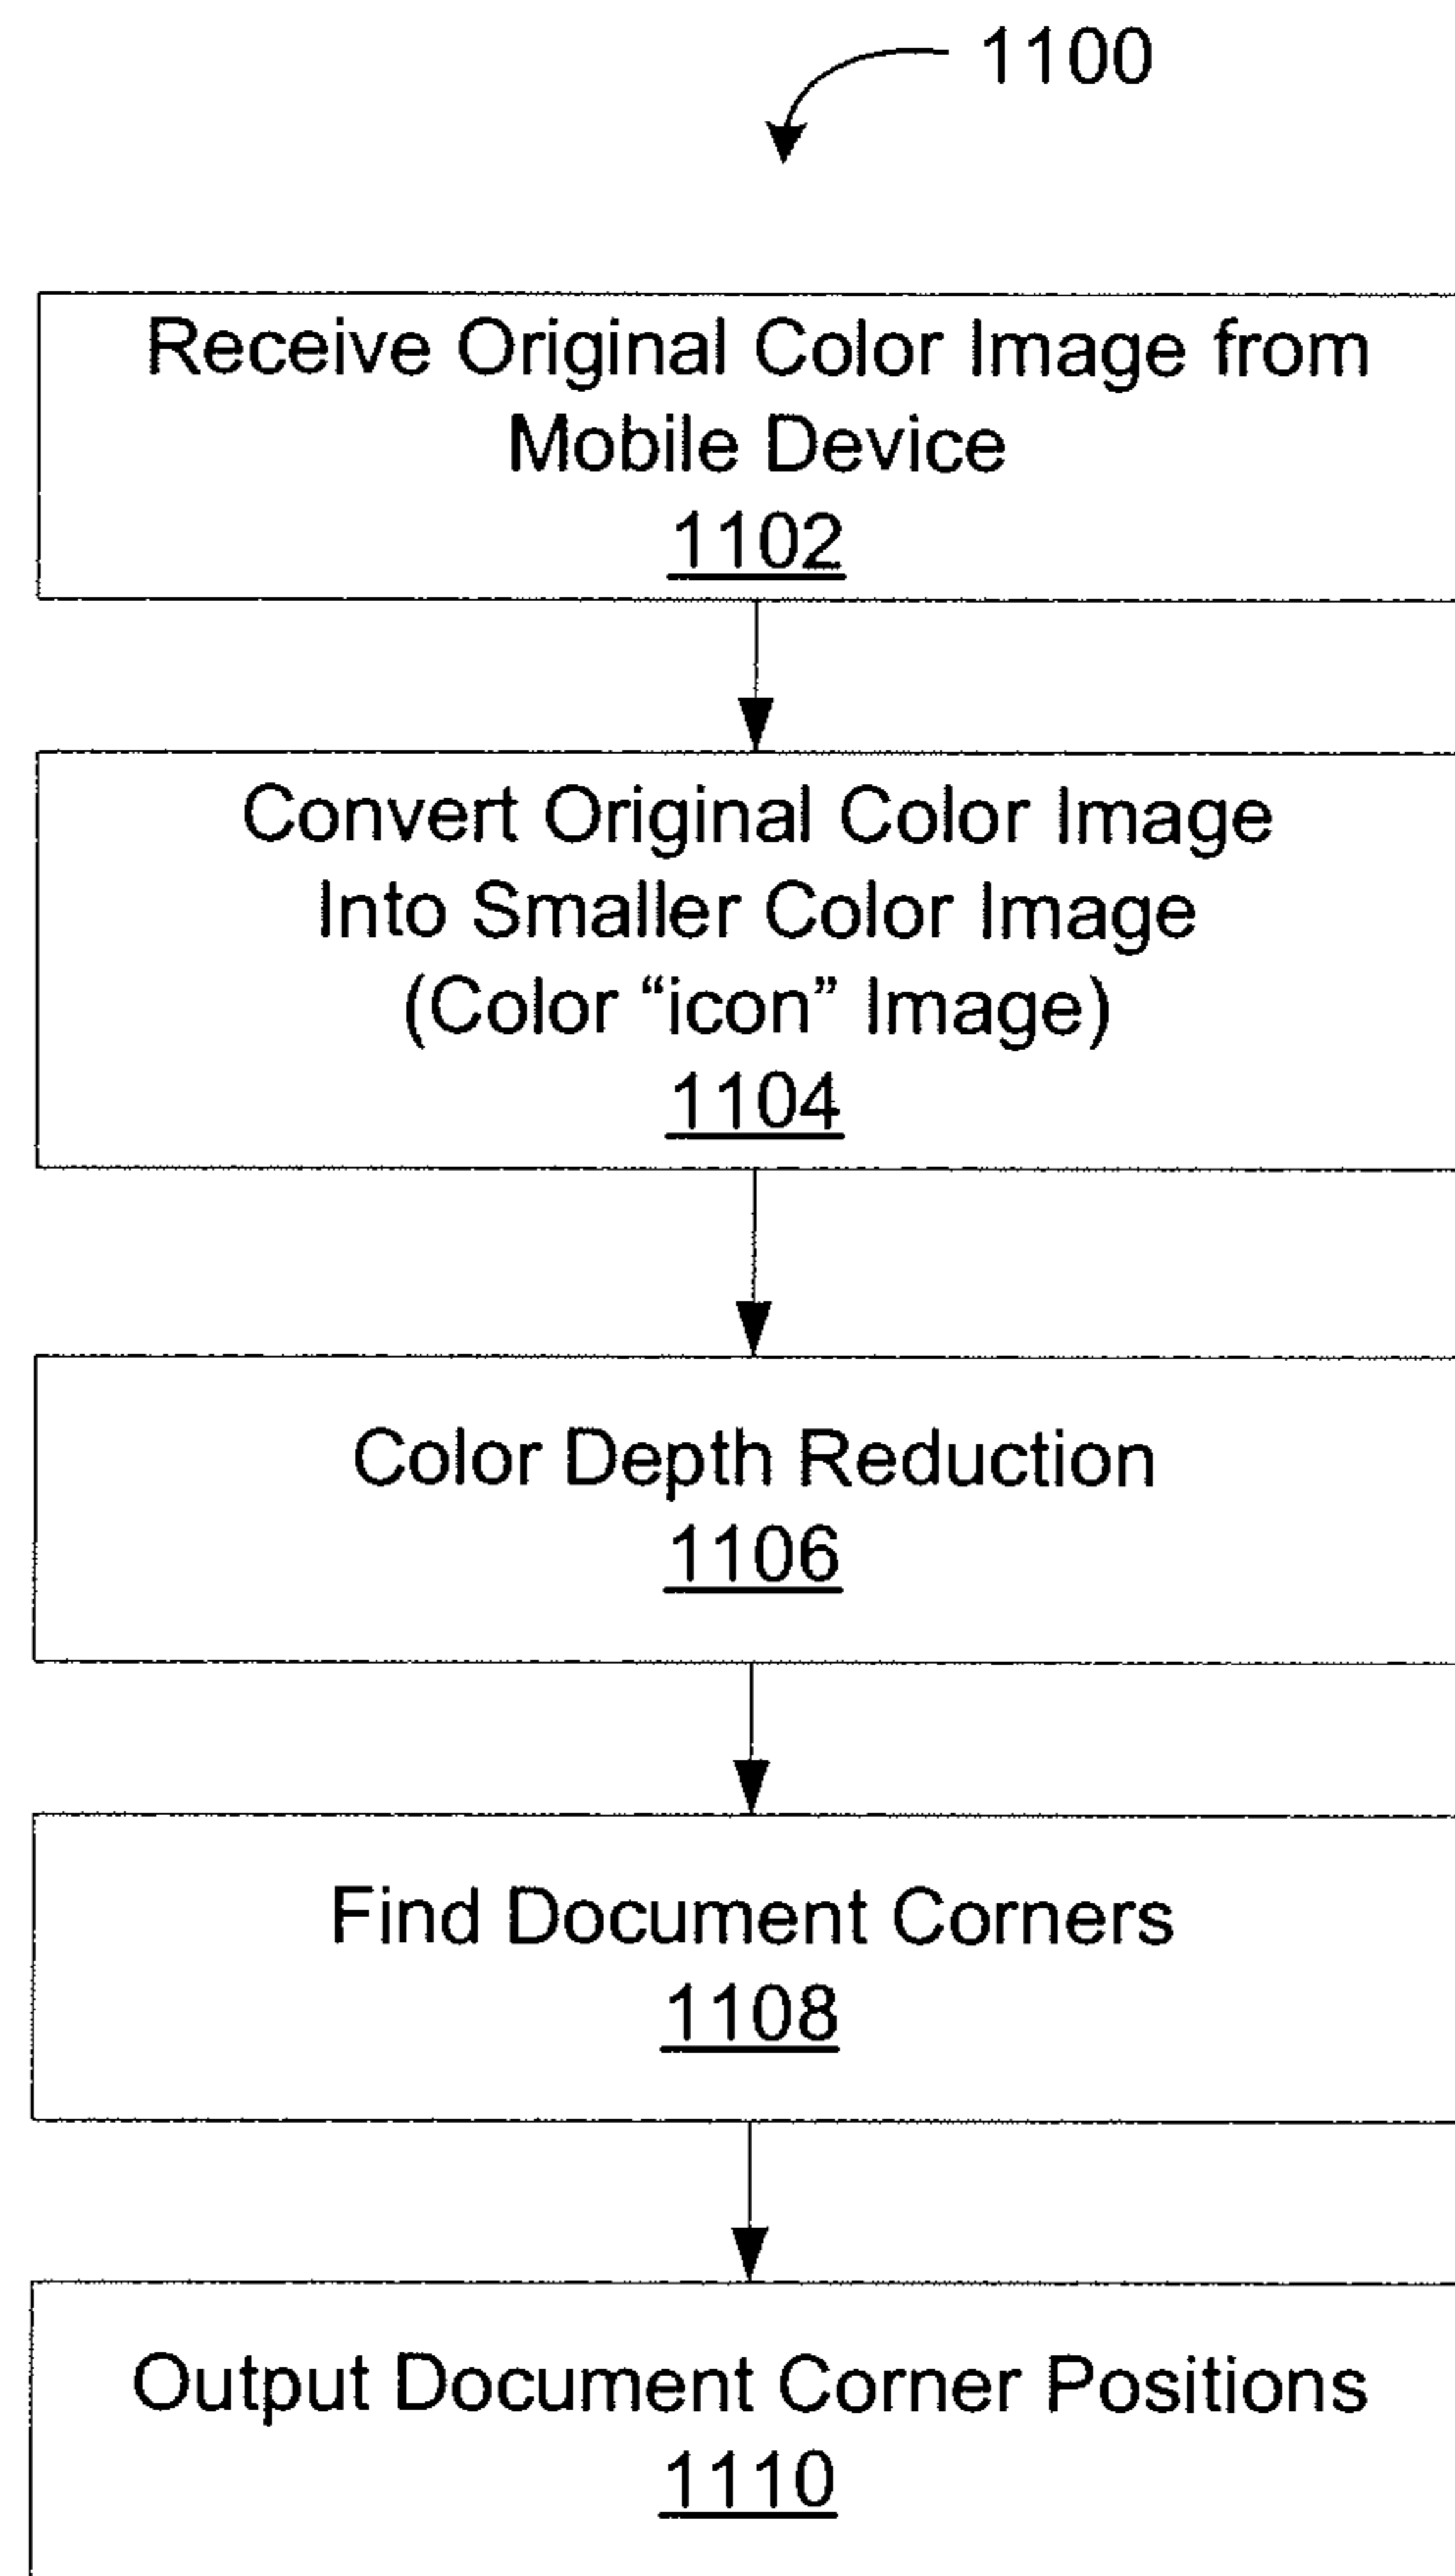 1100
Receive Original Color Image from
Mobile Device
1102
Convert Original Color Image
Into Smaller Color Image
(Color “icon” Image)
1104
Color Depth Reduction
1106
Find Document Corners
1108
Output Document Corner Positions
1110